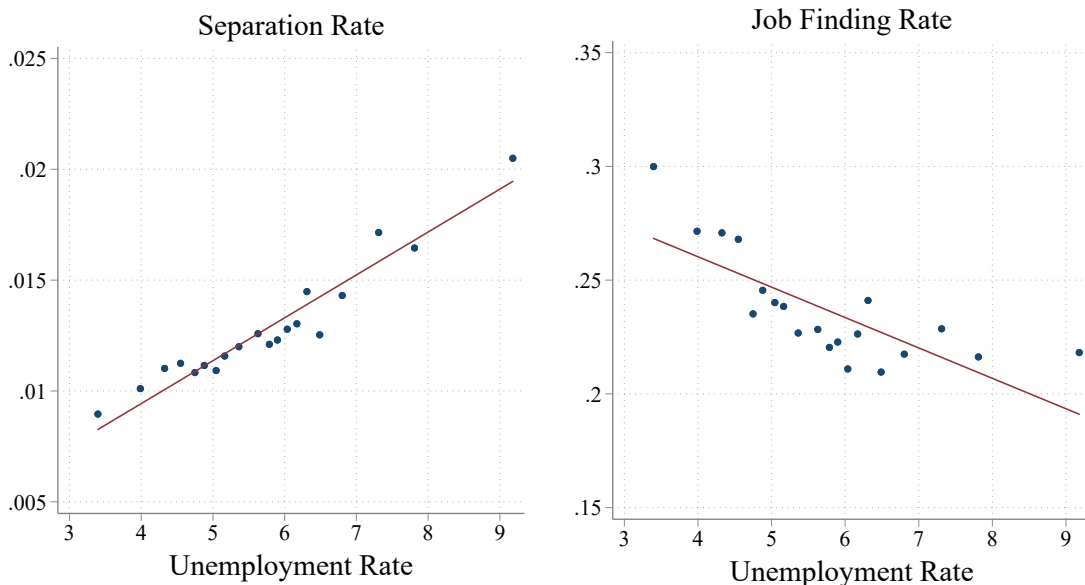 Separation Rate
.025
.02
.015
.01
.005
3 4 5 6 7 8 9
Unemployment Rate
Job Finding Rate
.35
.3
.25
.2
.15
3 4 5 6 7 8 9
Unemployment Rate